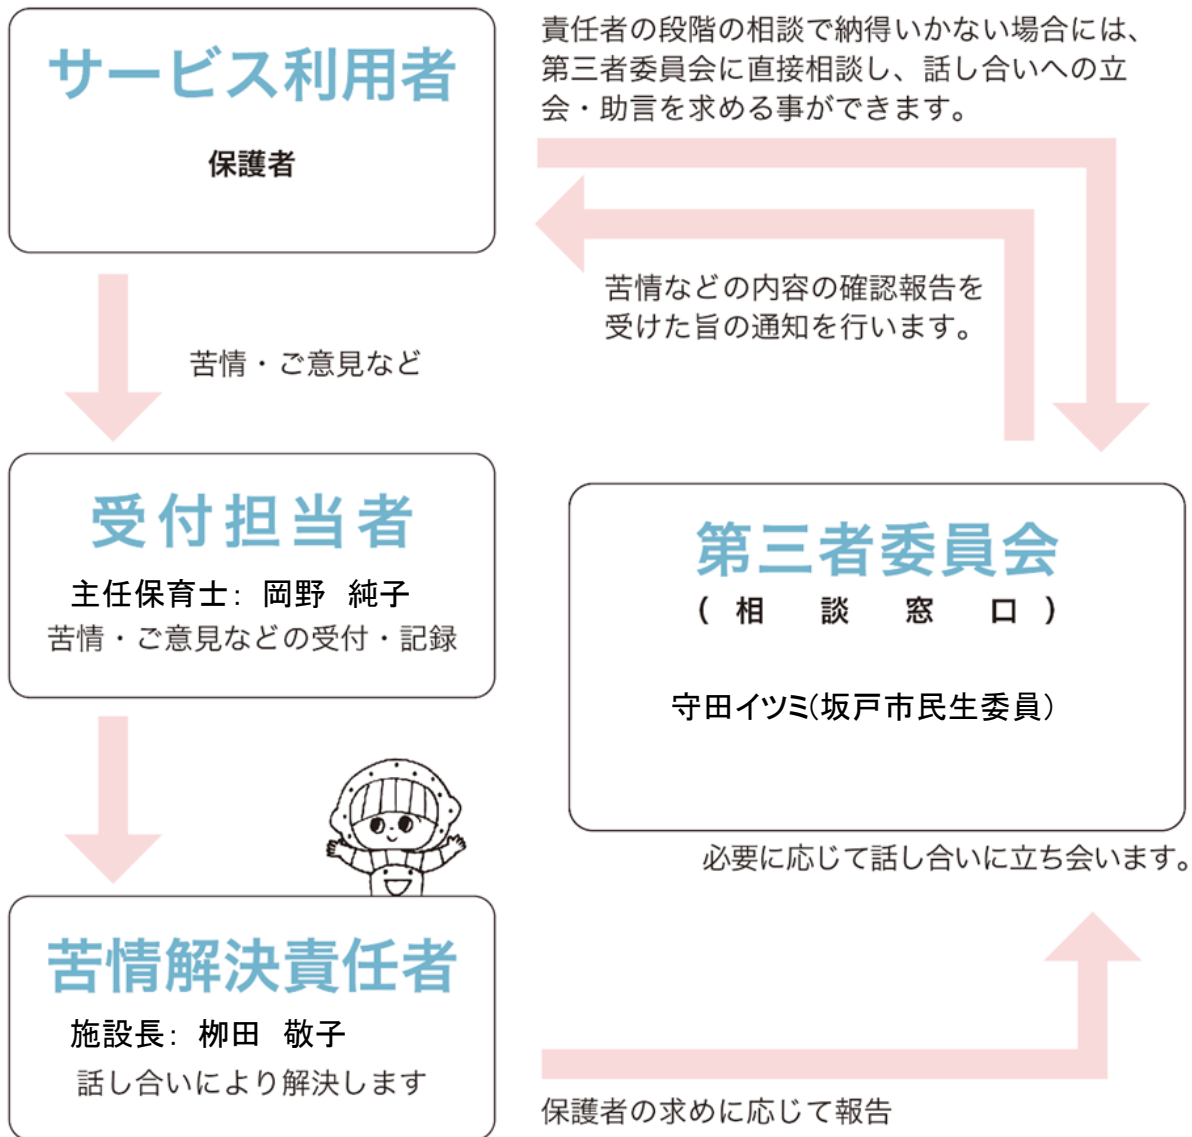 サービス利用者
保護者
責任者の段階の相談で納得いかない場合には、
第三者委員会に直接相談し、話し合いへの立
会・助言を求める事ができます。
苦情などの内容の確認報告を
受けた旨の通知を行います。
苦情・ご意見など
受付担当者
主任保育士： 岡野　純子
苦情・ご意見などの受付・記録
第三者委員会
(相談窓口)
守田イツミ(坂戸市民生委員)
必要に応じて話し合いに立ち会います。
苦情解決責任者
施設長： 栁田　敬子
話し合いにより解決します
保護者の求めに応じて報告